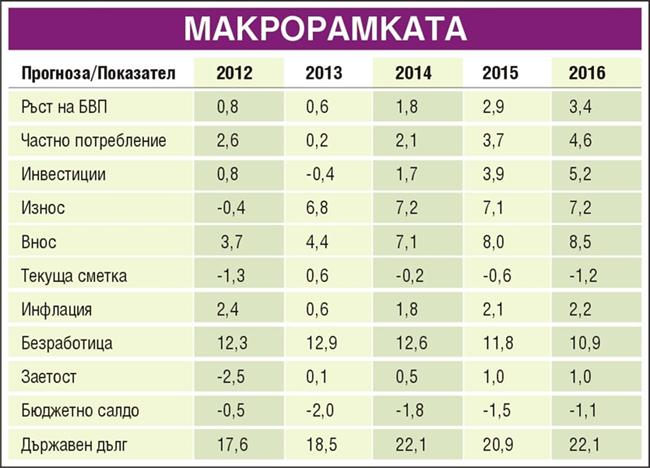 МАКРОРАМКАТА
Прогноза/Показател 2012 2013 2014 2015 2016
Ръст на БВП 0,8 0,6 1,8 2,9 3,4
Частно потребление 2,6 0,2 2,1 3,7 4,6
Инвестиции 0,8 -0,4 1,7 3,9 5,2
Износ -0,4 6,8 7,2 7,1 7,2
Внос 3,7 4,4 7,1 8,0 8,5
Текуща сметка -1,3 0,6 -0,2 -0,6 -1,2
Инфлация 2,4 0,6 1,8 2,1 2,2
Безработица 12,3 12,9 12,6 11,8 10,9
Заетост -2,5 0,1 0,5 1,0 1,0
Бюджетно салдо -0,5 -2,0 -1,8 -1,5 -1,1
Държавен дълг 17,6 18,5 22,1 20,9 22,1